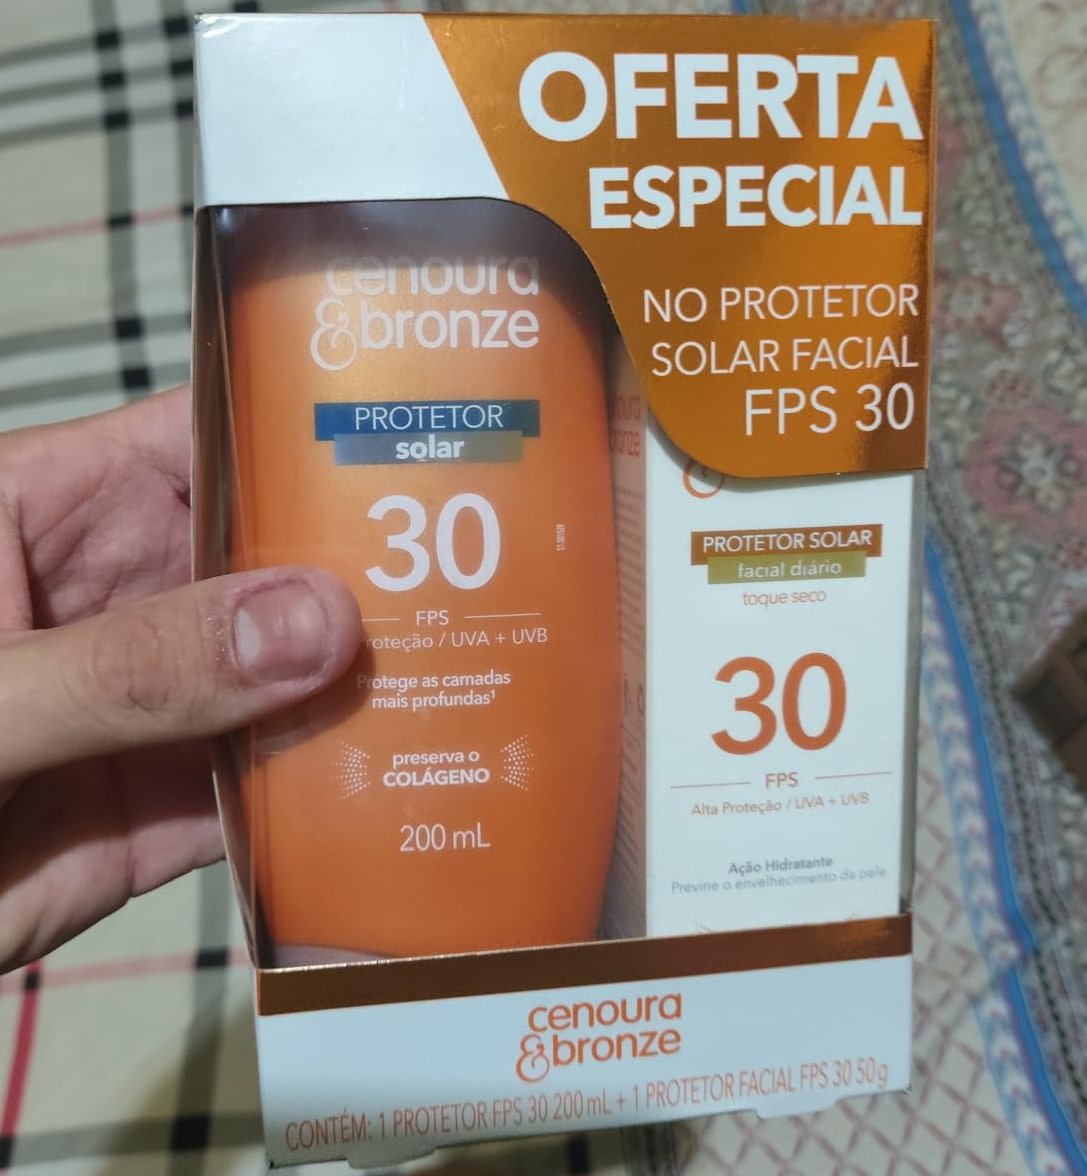 OFERTA
ESPECIAL
NO PROTETOR
SOLAR FACIAL
FPS 30
cenoura
&bronze
PROTETOR
solar
30
FPS
roteção / UVA + UVB
Protege as camadas
mais profundas¹
preserva o
COLÁGENO
200 mL
bronze
PROTETOR SOLAR
facial diário
toque seco
30
FPS
Alta Proteção / UVA + UVB
Ação Hidratante
Previne o envelhecimento da pele
cenoura
&bronze
CONTÉM: 1 PROTETOR FPS 30 200 mL + 1 PROTETOR FACIAL FPS 30 50g